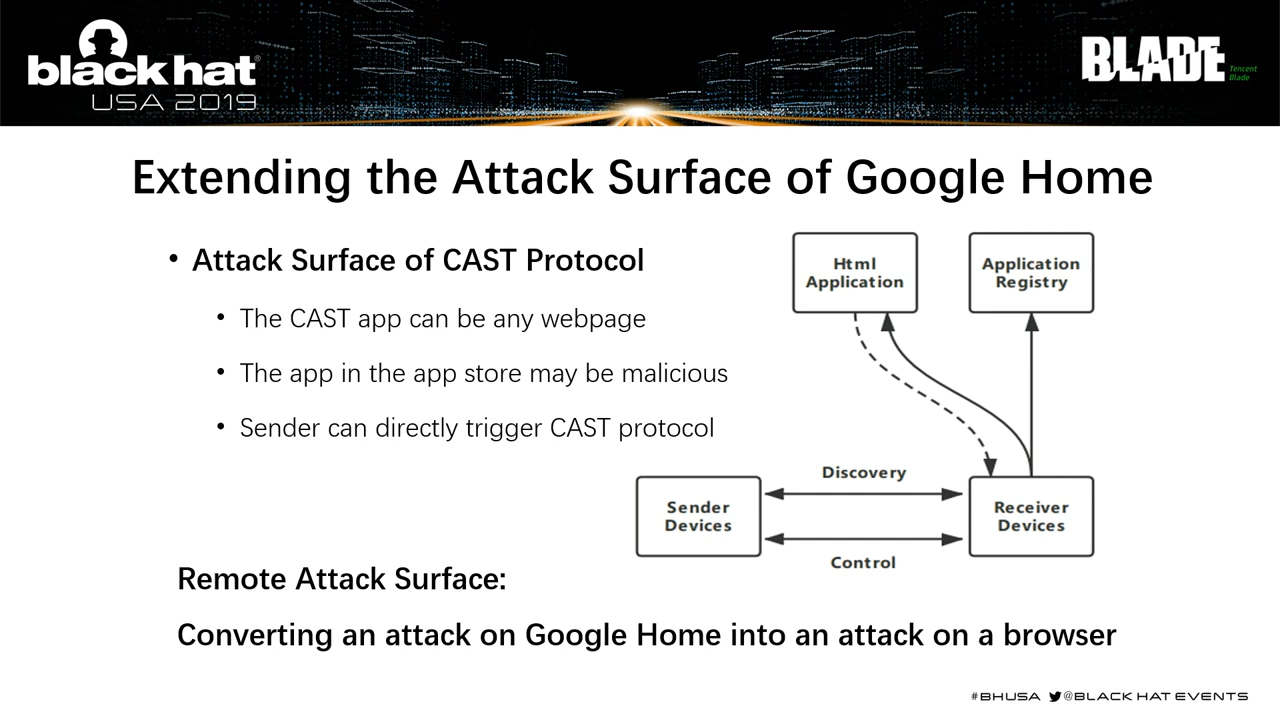 black hat®
USA 2019
BLADE
Tencent
Blade
Extending the Attack Surface of Google Home
• Attack Surface of CAST Protocol
• The CAST app can be any webpage
• The app in the app store may be malicious
• Sender can directly trigger CAST protocol
Html
Application
Application
Registry
Discovery
Sender
Devices
Receiver
Devices
Control
Remote Attack Surface:
Converting an attack on Google Home into an attack on a browser
#BHUSA @BLACK HAT EVENTS